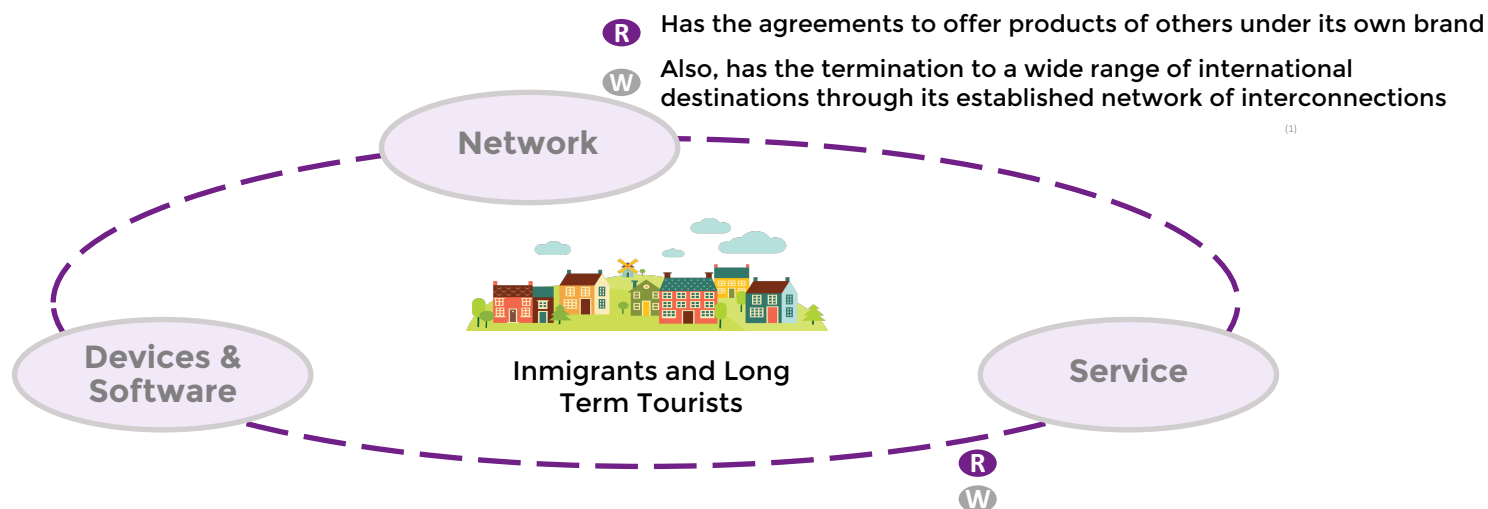 R Has the agreements to offer products of others under its own brand
W Also, has the termination to a wide range of international
destinations through its established network of interconnections
(1)
Network
Devices &
Software
Inmigrants and Long
Term Tourists
Service
R
W